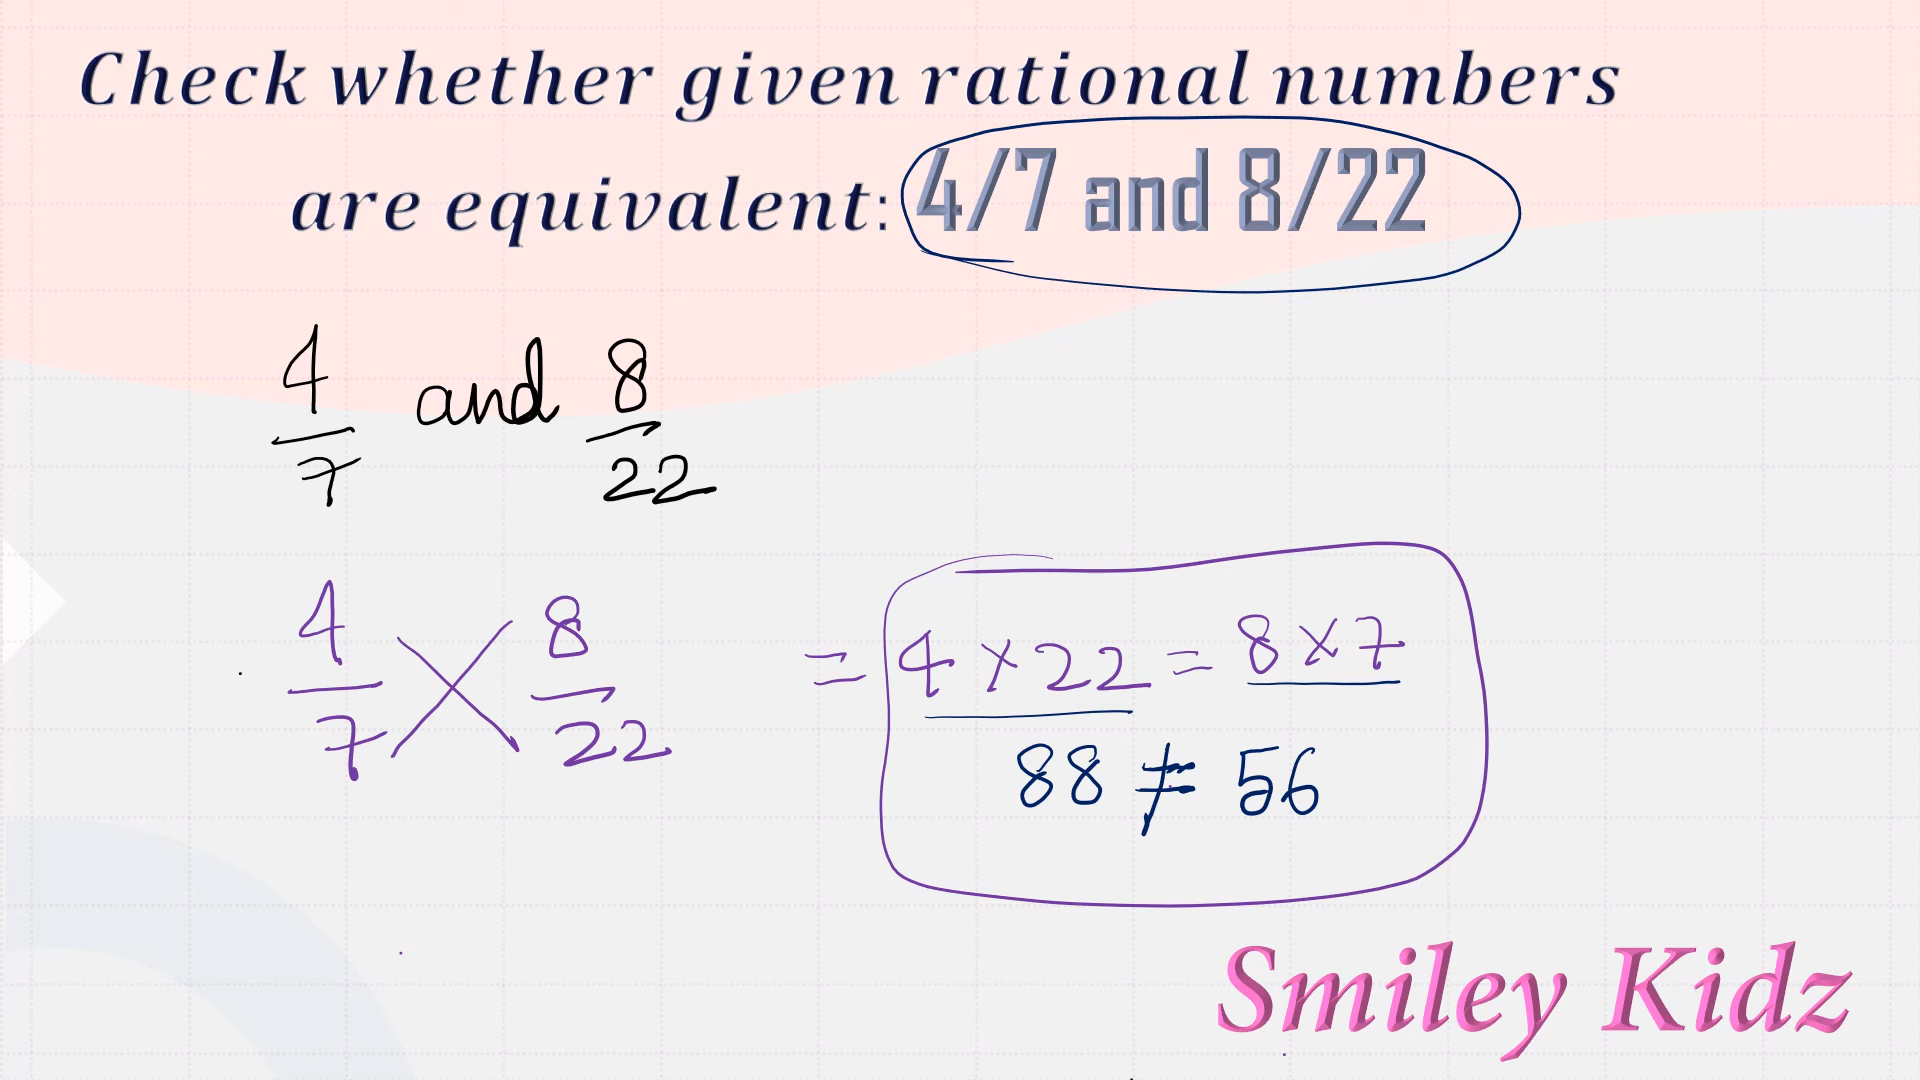 Check whether given rational numbers
are equivalent: 4/7 and 8/22
4/7 and 8/22
4/7 × 8/22 = 4 × 22 = 8 × 7
88 ≠ 56
Smiley Kidz